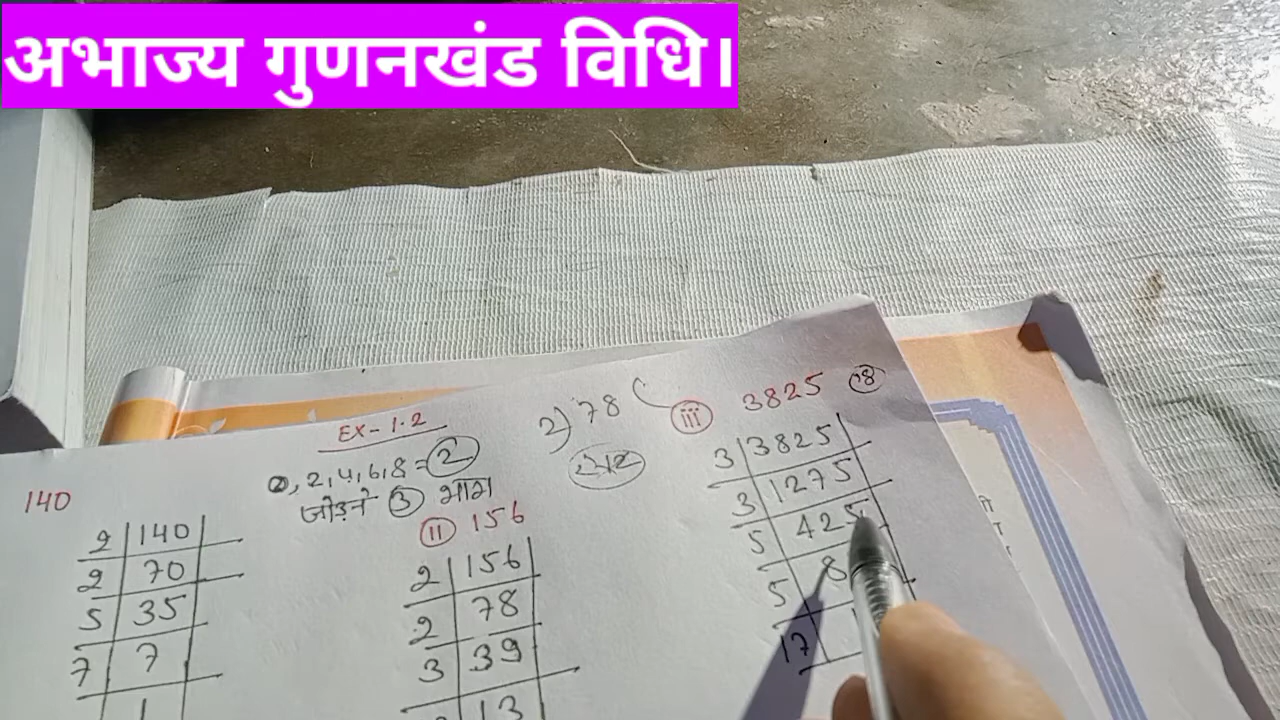 अभाज्य गुणनखंड विधि।
EX-1.2
0, 2, 4, 6, 8 = 2
जोड़ने 3 भाग
2) 78 (
140
2 | 140
2 | 70
5 | 35
7 | 7
1
II 156
2 | 156
2 | 78
3 | 39
13
iii 3825 18
3 | 3825
3 | 1275
5 | 425
5 | 8
17